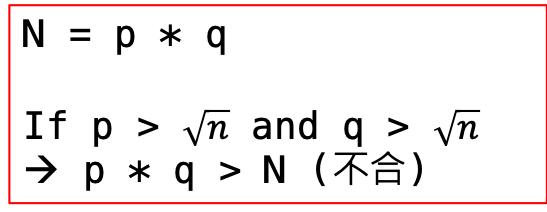 N = p * q
If p > √n and q > √n
→ p * q > N (不合)